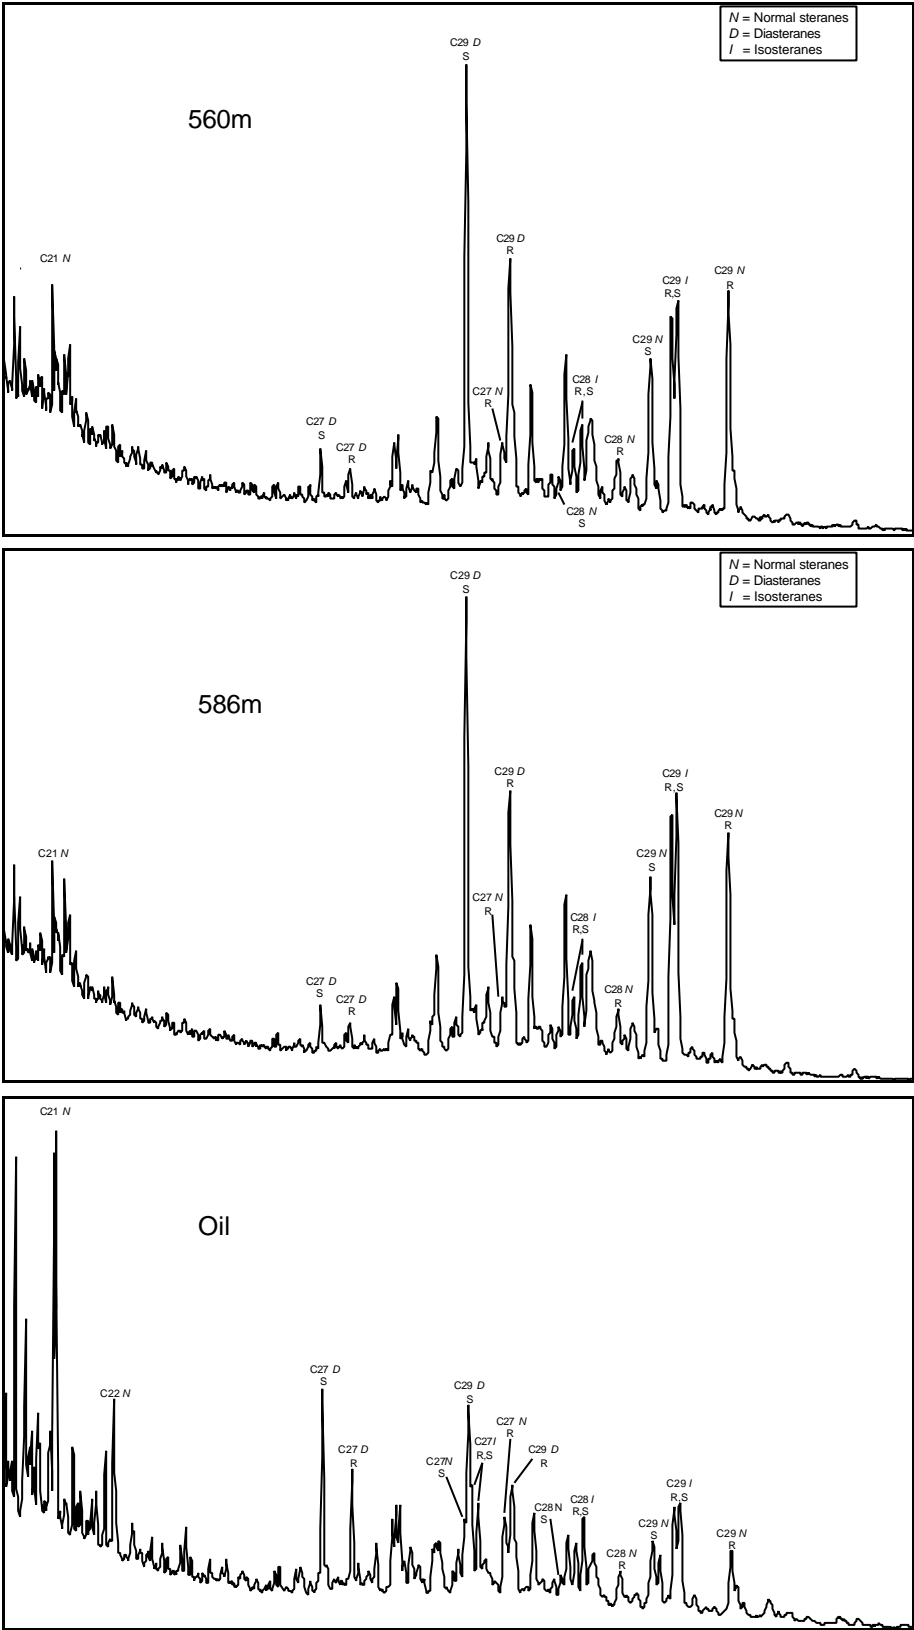 N = Normal steranes
D = Diasteranes
I = Isosteranes
C29 D
S
560m
C29 D
R
C21 N
C29 I
R,S
C29 N
R
C29 N
S
C28 I
R,S
C27 N
R
C27 D
S
C27 D
R
C28 N
R
C28 N
S
N = Normal steranes
D = Diasteranes
I = Isosteranes
C29 D
S
586m
C29 D
R
C29 I
R,S
C29 N
R
C21 N
C29 N
S
C27 N
R
C28 I
R,S
C27 D
S
C27 D
R
C28 N
R
C21 N
Oil
C27 D
S
C29 D
S
C22 N
C27 N
R
C27 D
R
C27 I
R,S
C29 D
R
C27N
S
C29 I
R,S
C28 I
R,S
C28 N
S
C29 N
S
C29 N
R
C28 N
R